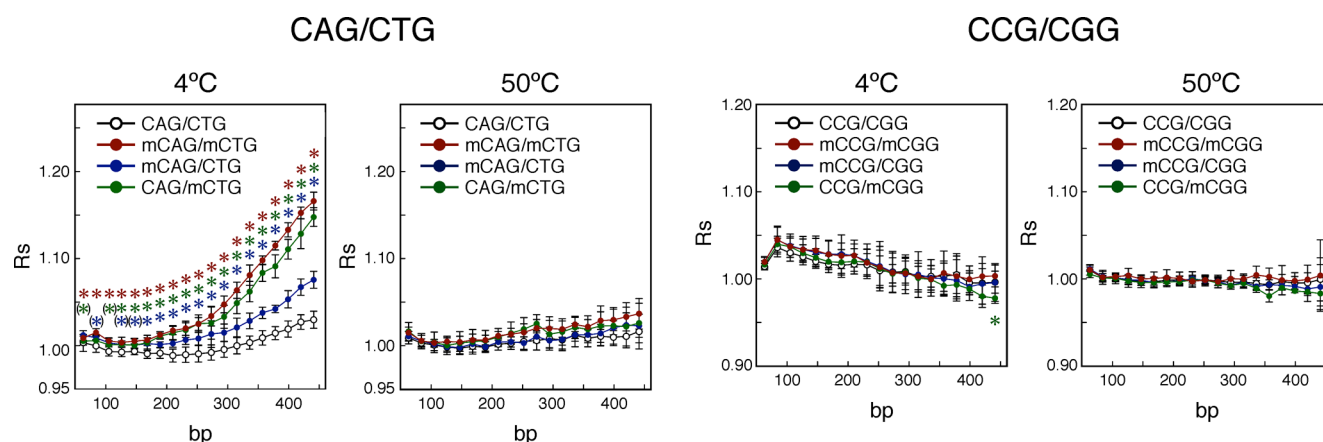 CAG/CTG
4ºC
Rs
1.20
1.10
1.00
0.95
CAG/CTG
mCAG/mCTG
mCAG/CTG
CAG/mCTG
* * * * * * * * * * * * *
(*) * (*) * * * * * * * * * *
(*) (*) (*) (*) * * * * * * * * *
100 200 300 400
bp
50ºC
Rs
1.20
1.10
1.00
0.95
CAG/CTG
mCAG/mCTG
mCAG/CTG
CAG/mCTG
100 200 300 400
bp
CCG/CGG
4ºC
Rs
1.20
1.10
1.00
0.90
CCG/CGG
mCCG/mCGG
mCCG/CGG
CCG/mCGG
*
100 200 300 400
bp
50ºC
Rs
1.20
1.10
1.00
0.90
CCG/CGG
mCCG/mCGG
mCCG/CGG
CCG/mCGG
100 200 300 400
bp